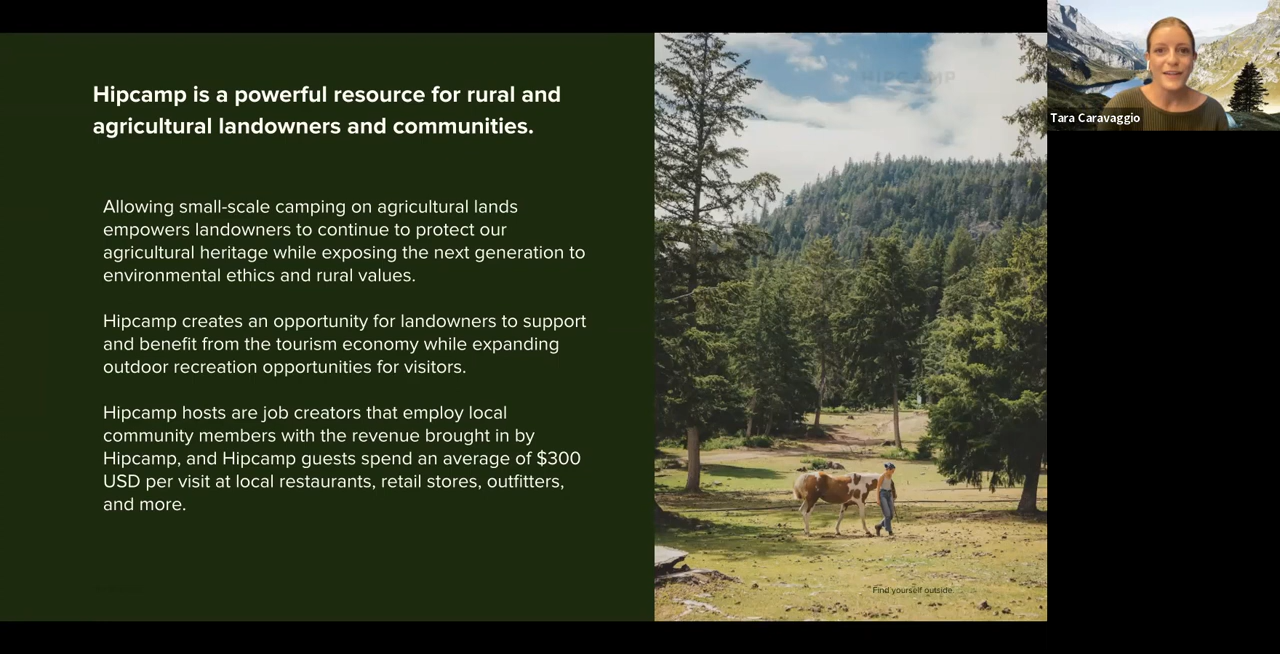 Hipcamp is a powerful resource for rural and
agricultural landowners and communities.
Allowing small-scale camping on agricultural lands
empowers landowners to continue to protect our
agricultural heritage while exposing the next generation to
environmental ethics and rural values.
Hipcamp creates an opportunity for landowners to support
and benefit from the tourism economy while expanding
outdoor recreation opportunities for visitors.
Hipcamp hosts are job creators that employ local
community members with the revenue brought in by
Hipcamp, and Hipcamp guests spend an average of $300
USD per visit at local restaurants, retail stores, outfitters,
and more.
HIPCAMP
Find yourself outside.
Tara Caravaggio